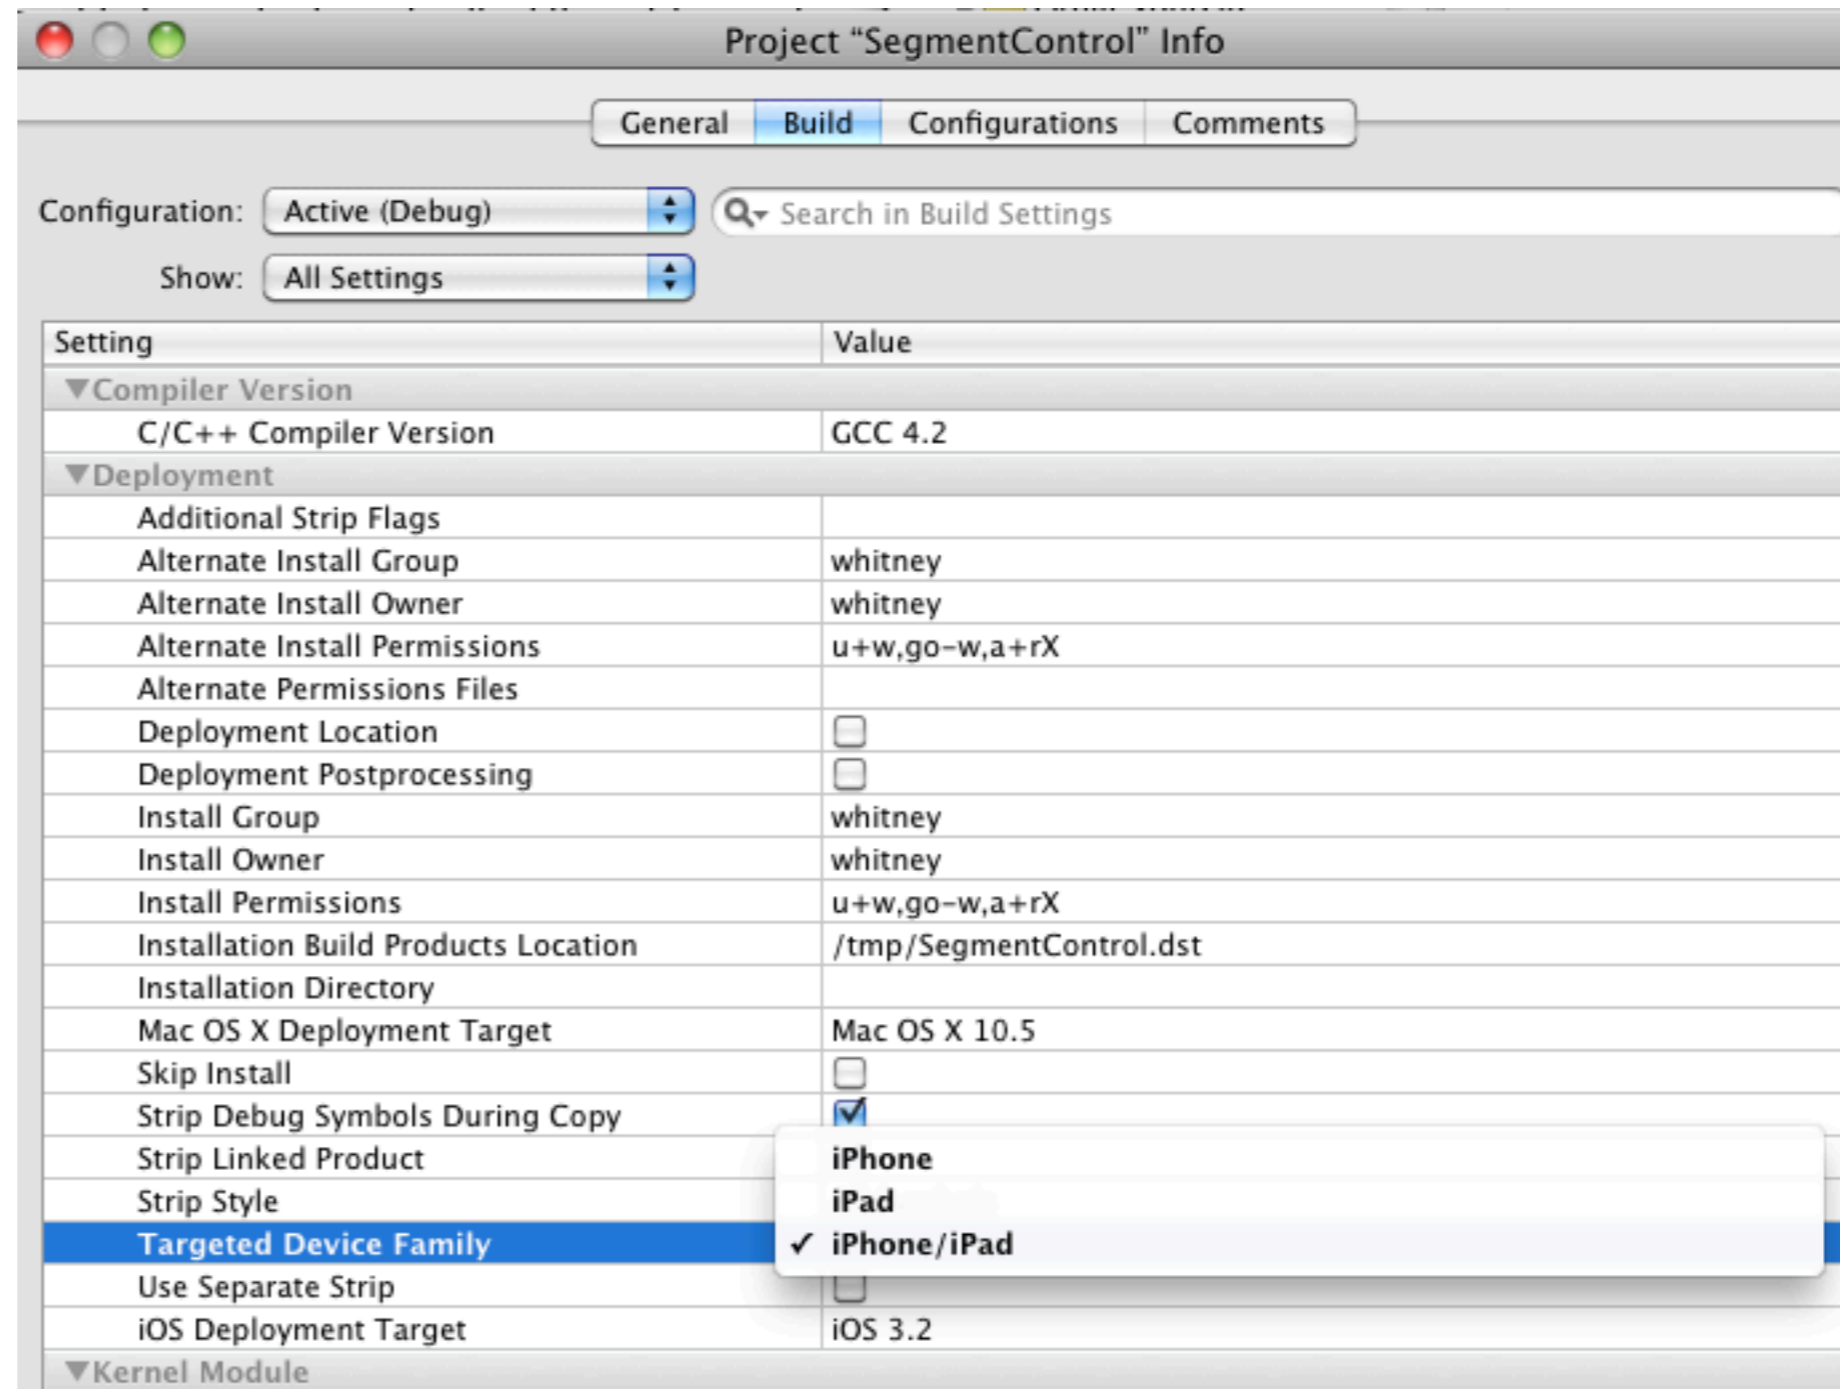 Project “SegmentControl” Info
General Build Configurations Comments
Configuration: Active (Debug) Search in Build Settings
Show: All Settings
Setting Value
Compiler Version
C/C++ Compiler Version GCC 4.2
Deployment
Additional Strip Flags
Alternate Install Group whitney
Alternate Install Owner whitney
Alternate Install Permissions u+w,go-w,a+rX
Alternate Permissions Files
Deployment Location
Deployment Postprocessing
Install Group whitney
Install Owner whitney
Install Permissions u+w,go-w,a+rX
Installation Build Products Location /tmp/SegmentControl.dst
Installation Directory
Mac OS X Deployment Target Mac OS X 10.5
Skip Install
Strip Debug Symbols During Copy
Strip Linked Product iPhone
Strip Style iPad
Targeted Device Family ✓ iPhone/iPad
Use Separate Strip
iOS Deployment Target iOS 3.2
Kernel Module